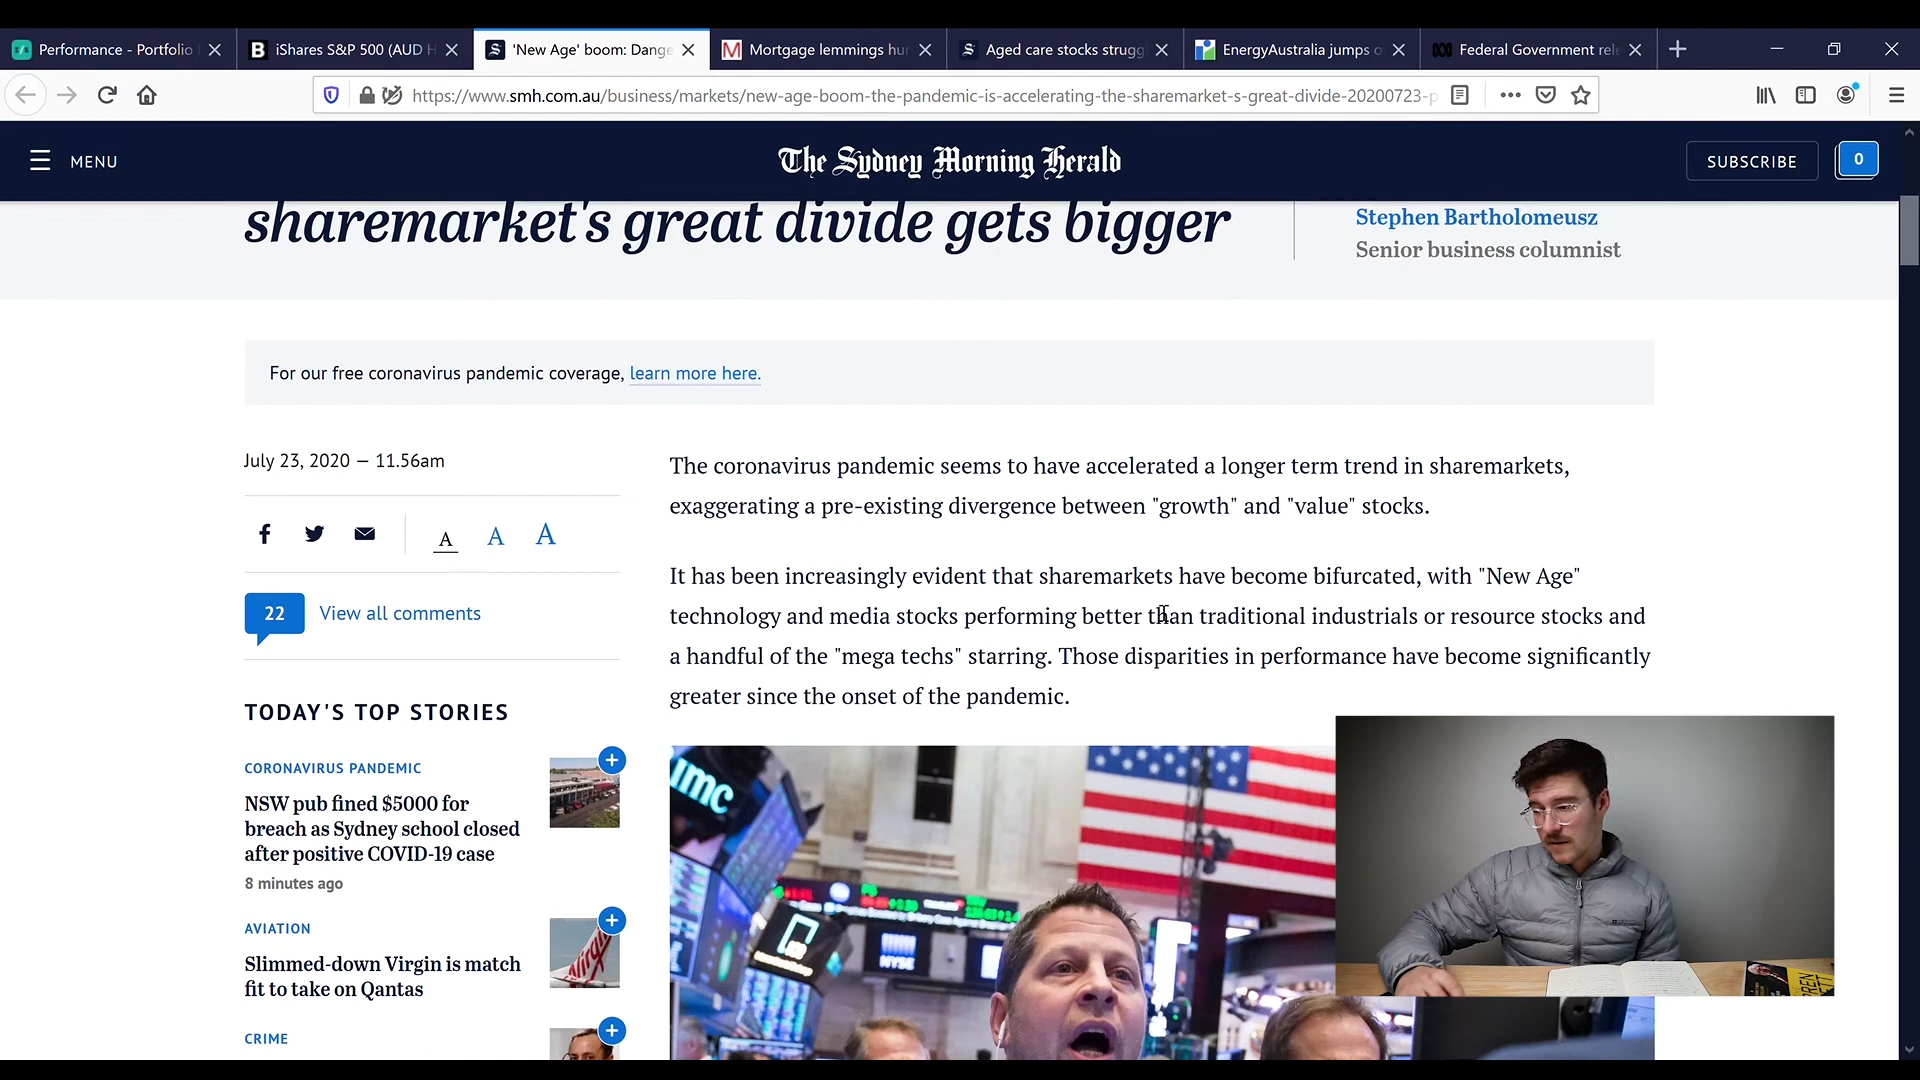 Performance - Portfolio
iShares S&P 500 (AUD H
'New Age' boom: Dange
Mortgage lemmings hur
Aged care stocks strugg
EnergyAustralia jumps o
Federal Government rele
https://www.smh.com.au/business/markets/new-age-boom-the-pandemic-is-accelerating-the-sharemarket-s-great-divide-20200723-p
MENU
The Sydney Morning Herald
SUBSCRIBE
0
sharemarket's great divide gets bigger
Stephen Bartholomeusz
Senior business columnist
For our free coronavirus pandemic coverage, learn more here.
July 23, 2020 — 11.56am
A A A
22 View all comments
TODAY'S TOP STORIES
CORONAVIRUS PANDEMIC
NSW pub fined $5000 for
breach as Sydney school closed
after positive COVID-19 case
8 minutes ago
AVIATION
Slimmed-down Virgin is match
fit to take on Qantas
CRIME
The coronavirus pandemic seems to have accelerated a longer term trend in sharemarkets,
exaggerating a pre-existing divergence between "growth" and "value" stocks.
It has been increasingly evident that sharemarkets have become bifurcated, with "New Age"
technology and media stocks performing better than traditional industrials or resource stocks and
a handful of the "mega techs" starring. Those disparities in performance have become significantly
greater since the onset of the pandemic.
imc
NYSE